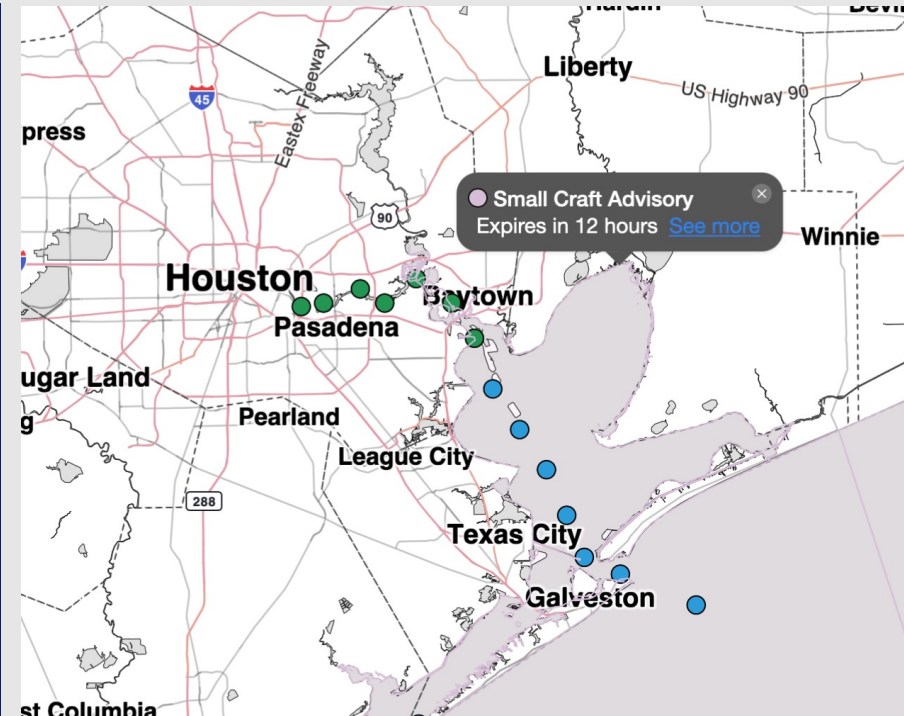 Hardin
Liberty
US Highway 90
45
Eastex Freeway
press
Small Craft Advisory
Expires in 12 hours See more
90
Winnie
Houston
Baytown
Pasadena
ugar Land
g
Pearland
League City
288
Texas City
Galveston
st Columbia